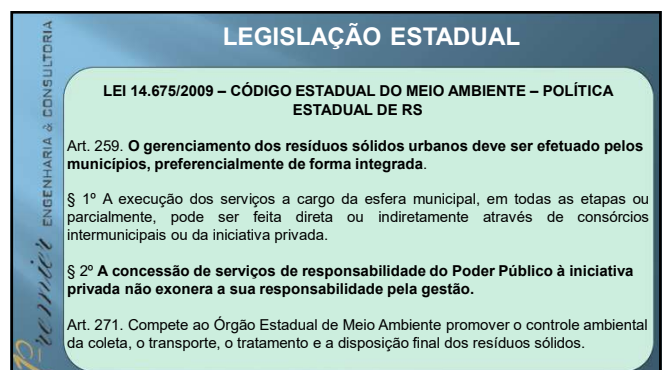 LEGISLAÇÃO ESTADUAL
LEI 14.675/2009 – CÓDIGO ESTADUAL DO MEIO AMBIENTE – POLÍTICA
ESTADUAL DE RS
Art. 259. O gerenciamento dos resíduos sólidos urbanos deve ser efetuado pelos
municípios, preferencialmente de forma integrada.
§ 1º A execução dos serviços a cargo da esfera municipal, em todas as etapas ou
parcialmente, pode ser feita direta ou indiretamente através de consórcios
intermunicipais ou da iniciativa privada.
§ 2º A concessão de serviços de responsabilidade do Poder Público à iniciativa
privada não exonera a sua responsabilidade pela gestão.
Art. 271. Compete ao Órgão Estadual de Meio Ambiente promover o controle ambiental
da coleta, o transporte, o tratamento e a disposição final dos resíduos sólidos.
Premier ENGENHARIA & CONSULTORIA